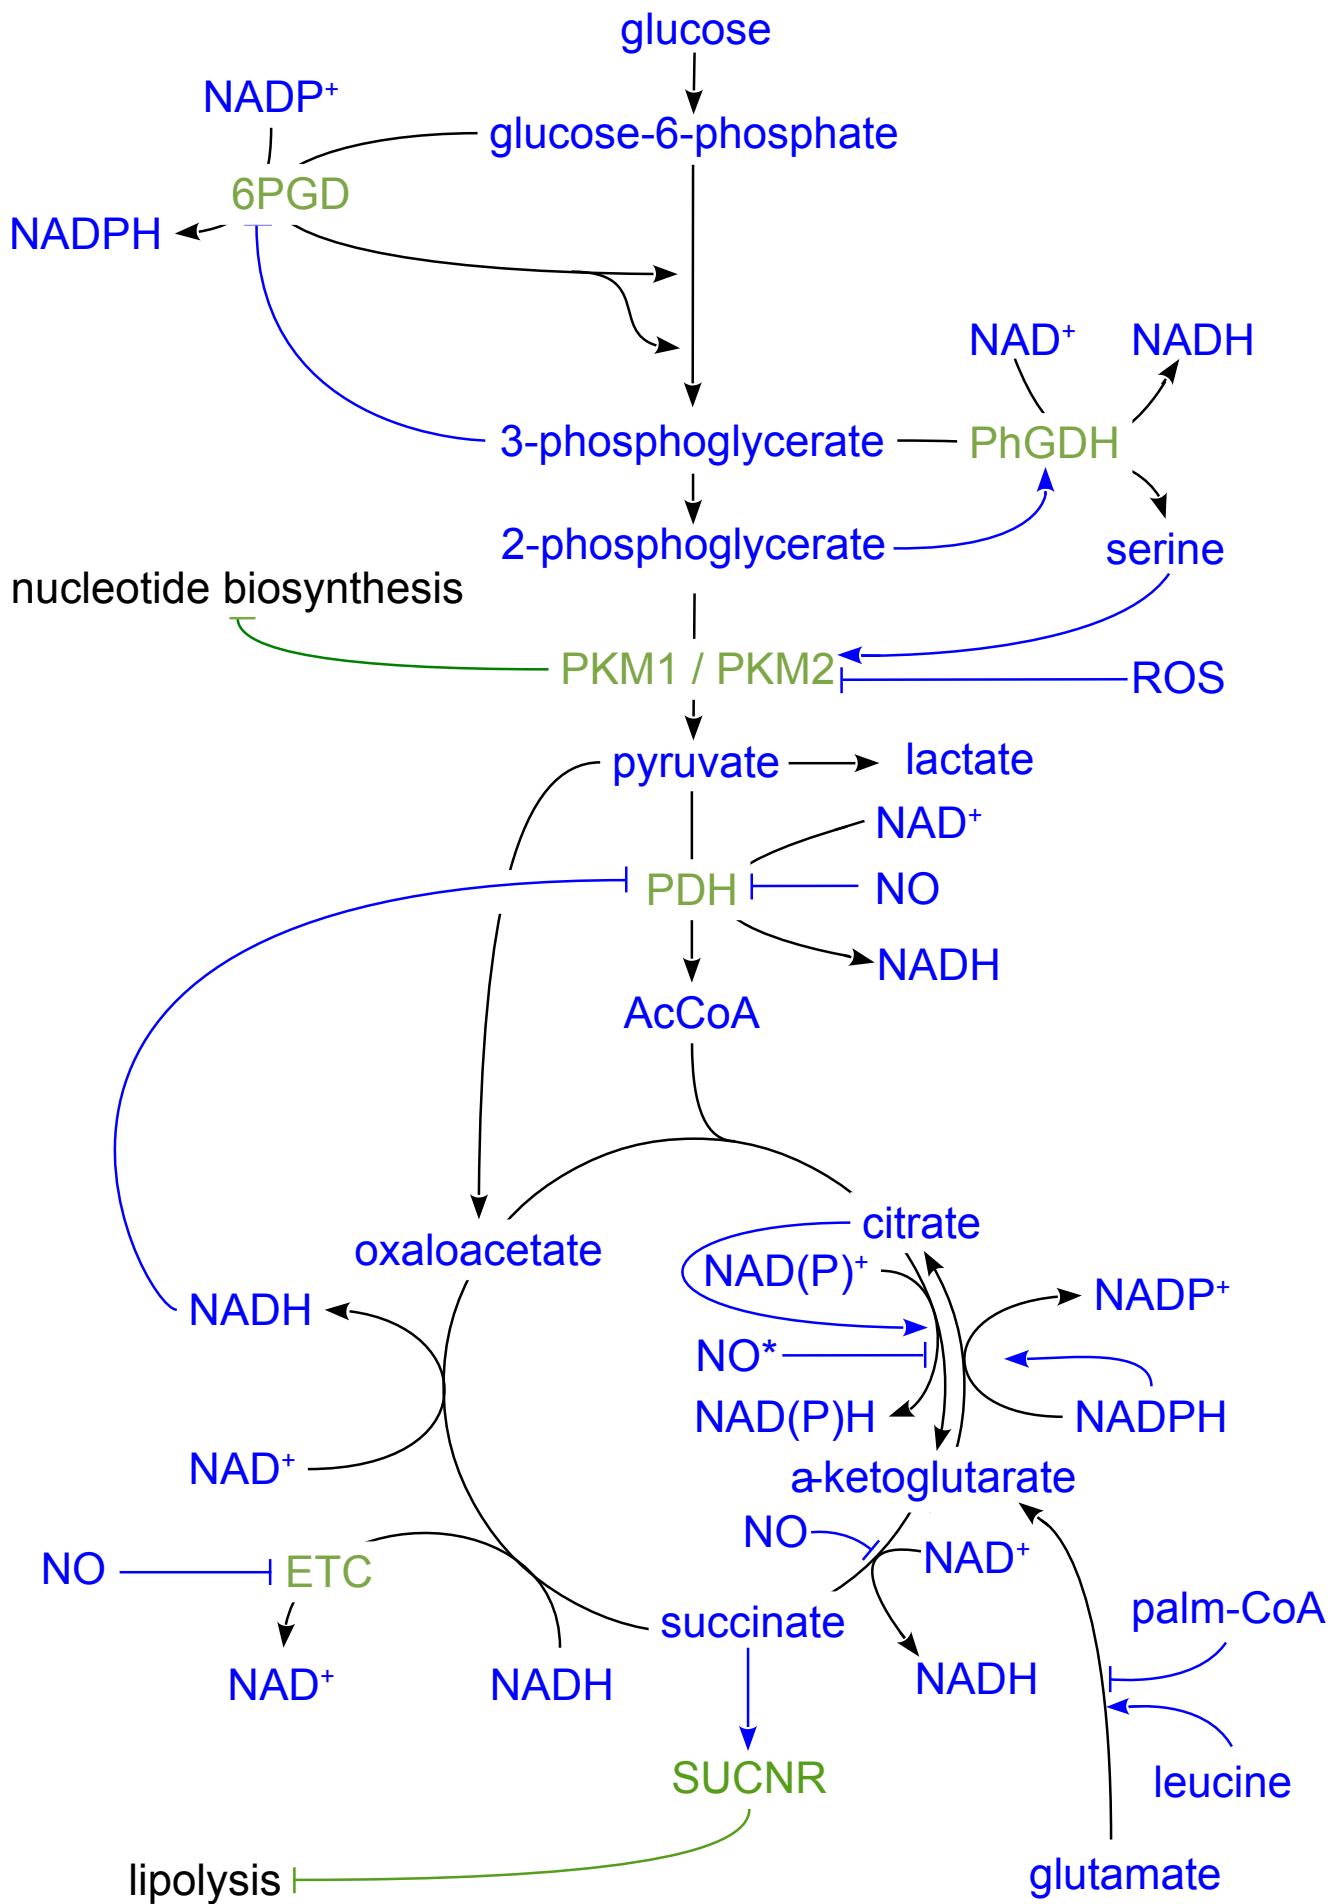 glucose
NADP⁺
glucose-6-phosphate
6PGD
NADPH
NAD⁺
NADH
3-phosphoglycerate
PhGDH
2-phosphoglycerate
serine
nucleotide biosynthesis
PKM1 / PKM2
ROS
pyruvate
lactate
NAD⁺
PDH
NO
NADH
AcCoA
citrate
oxaloacetate
NAD(P)⁺
NADH
NADP⁺
NO*
NAD(P)H
NADPH
NAD⁺
a-ketoglutarate
NO
NAD⁺
NO
ETC
succinate
palm-CoA
NAD⁺
NADH
NADH
SUCNR
leucine
lipolysis
glutamate